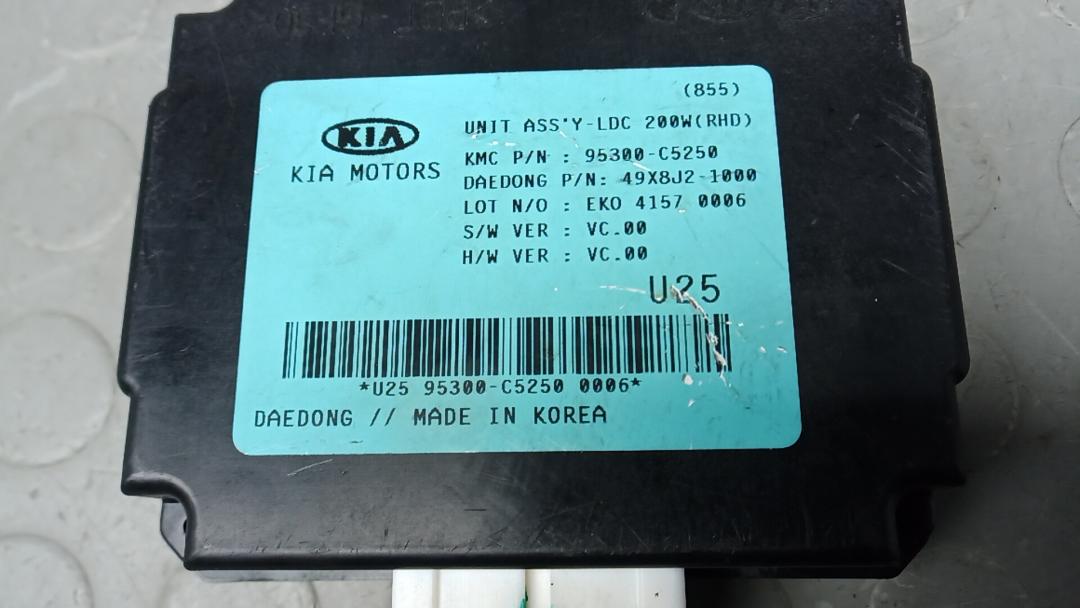 (855)
KIA
KIA MOTORS
UNIT ASS'Y-LDC 200W(RHD)
KMC P/N : 95300-C5250
DAEDONG P/N: 49X8J2-1000
LOT N/O : EKO 4157 0006
S/W VER : VC.00
H/W VER : VC.00
U25
*U25 95300-C5250 0006*
DAEDONG // MADE IN KOREA